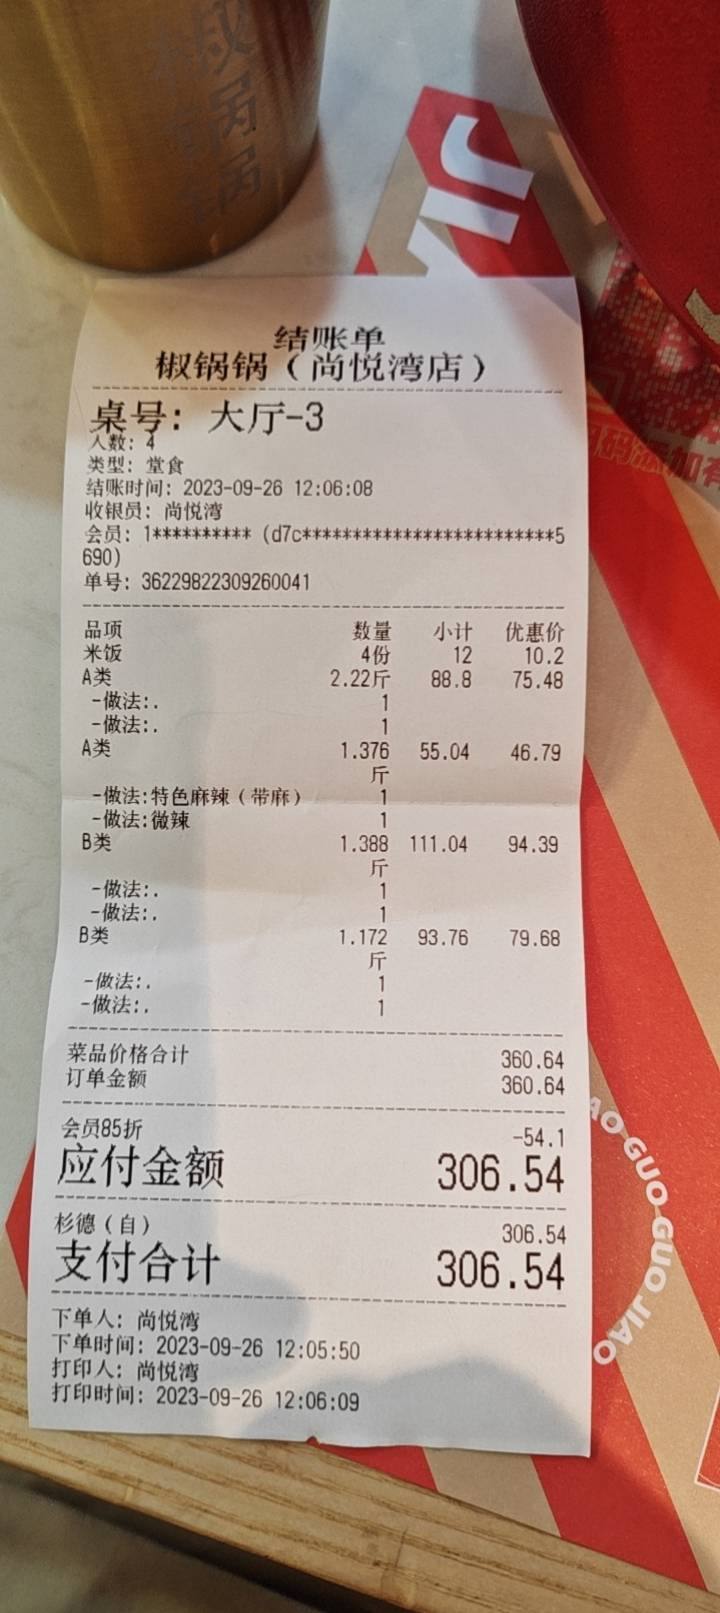 椒
锅
锅
JI
结账单
椒锅锅（尚悦湾店）
桌号: 大厅-3
人数: 4
类型: 堂食
结账时间: 2023-09-26 12:06:08
收银员: 尚悦湾
会员: 1********** (d7c*************************5
690)
单号: 36229822309260041
品项 数量 小计 优惠价
米饭 4份 12 10.2
A类 2.22斤 88.8 75.48
-做法:. 1
-做法:. 1
A类 1.376 55.04 46.79
斤
-做法:特色麻辣（带麻） 1
-做法:微辣 1
B类 1.388 111.04 94.39
斤
-做法:. 1
-做法:. 1
B类 1.172 93.76 79.68
斤
-做法:. 1
-做法:. 1
菜品价格合计 360.64
订单金额 360.64
会员85折 -54.1
应付金额 306.54
杉德（自） 306.54
支付合计 306.54
下单人: 尚悦湾
下单时间: 2023-09-26 12:05:50
打印人: 尚悦湾
打印时间: 2023-09-26 12:06:09
码添加有
AO GUO GUO JIAO